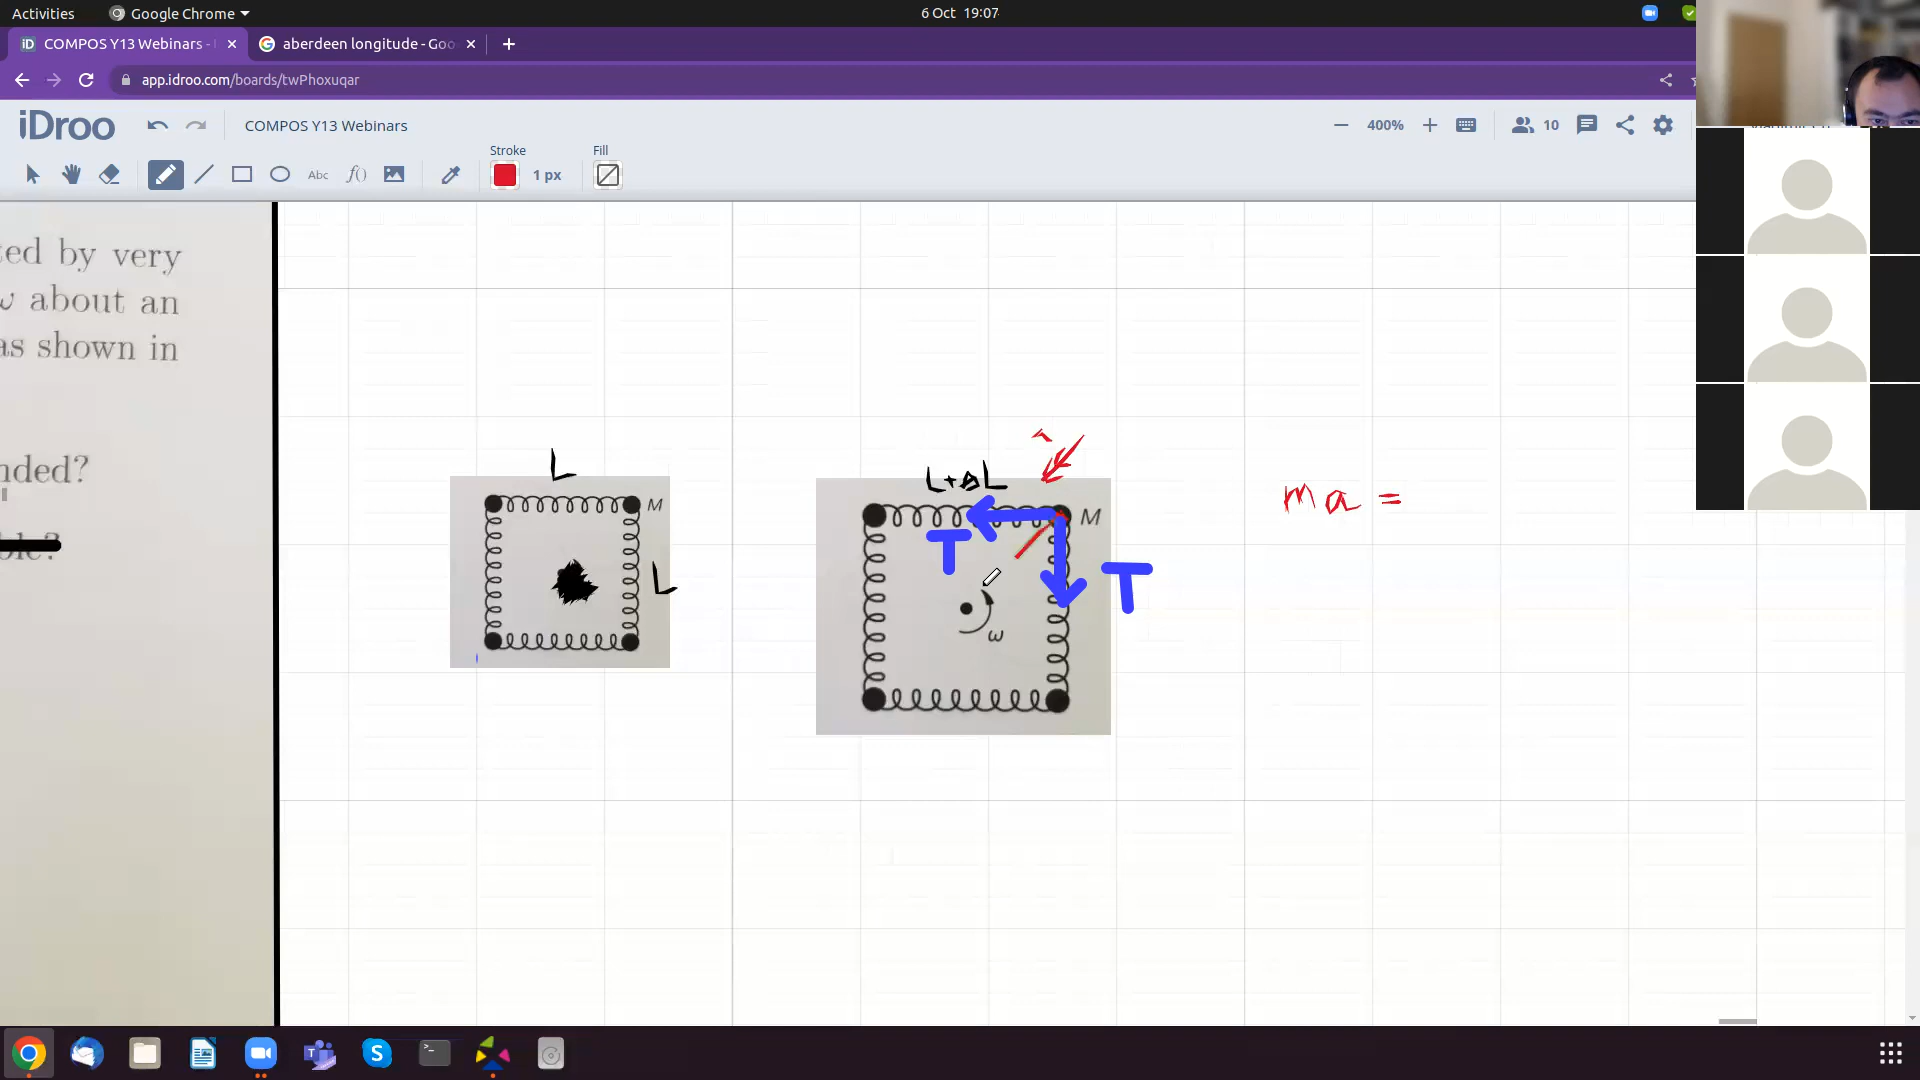 Activities
Google Chrome
6 Oct 19:07
COMPOS Y13 Webinars -
aberdeen longitude - Goo
app.idroo.com/boards/twPhoxuqar
iDroo
COMPOS Y13 Webinars
400%
10
Abc
f()
Stroke
1 px
Fill
ted by very
ω about an
as shown in
nded?
ble?
L
M
L
L+ΔL
M
T
T
ω
ma =